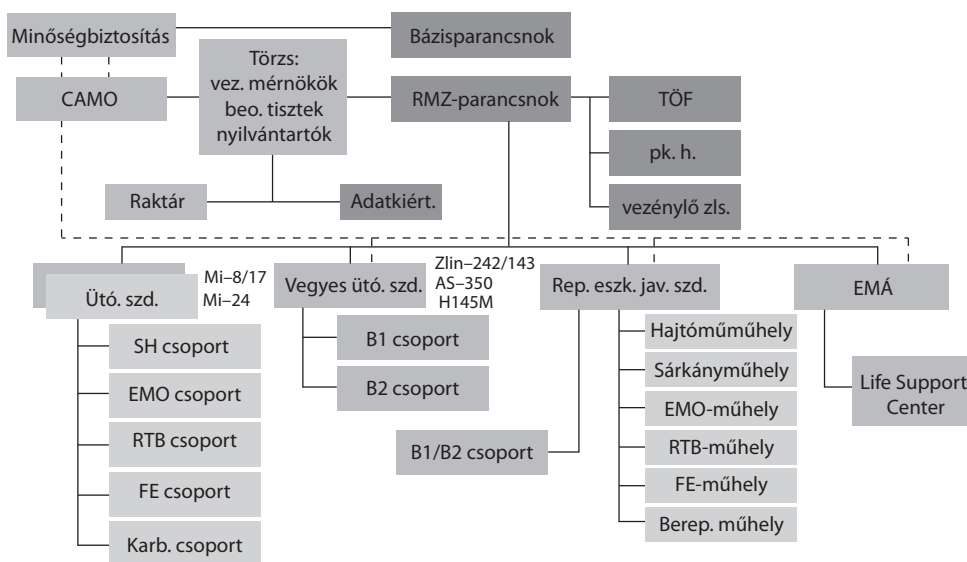 Minőségbiztosítás
Bázisparancsnok
Törzs:
vez. mérnökök
beo. tisztek
nyilvántartók
CAMO
RMZ-parancsnok
TÖF
pk. h.
vezénylő zls.
Raktár
Adatkiért.
Ütő. szd.
Mi–8/17
Mi–24
Vegyes ütő. szd.
Zlin–242/143
AS–350
H145M
Rep. eszk. jav. szd.
EMÁ
SH csoport
EMO csoport
RTB csoport
FE csoport
Karb. csoport
B1 csoport
B2 csoport
B1/B2 csoport
Hajtóműműhely
Sárkányműhely
EMO-műhely
RTB-műhely
FE-műhely
Berep. műhely
Life Support
Center